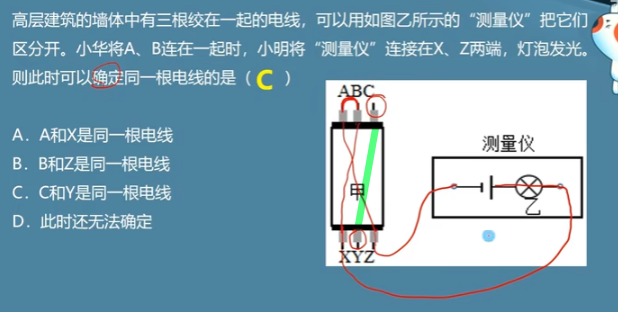 高层建筑的墙体中有三根绞在一起的电线，可以用如图乙所示的“测量仪”把它们
区分开。小华将A、B连在一起时，小明将“测量仪”连接在X、Z两端，灯泡发光。
则此时可以确定同一根电线的是（ C ）
ABC
测量仪
A．A和X是同一根电线
B．B和Z是同一根电线
甲
C．C和Y是同一根电线
乙
D．此时还无法确定
XYZ